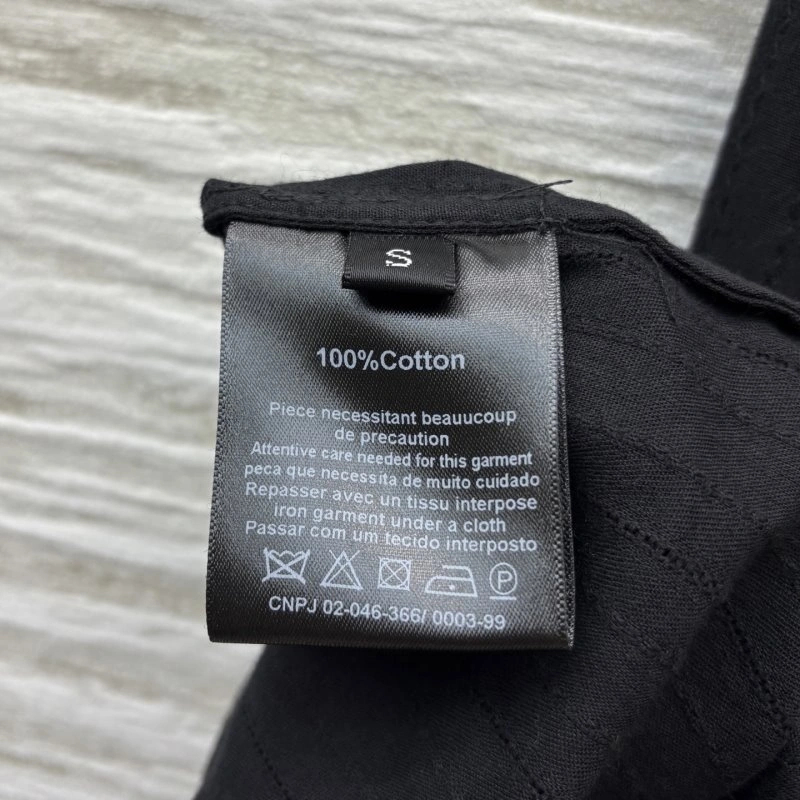 S
100%Cotton
Piece necessitant beauucoup
de precaution
Attentive care needed for this garment
peca que necessita de muito cuidado
Repasser avec un tissu interpose
iron garment under a cloth
Passar com um tecido interposto
P
CNPJ 02-046-366/ 0003-99